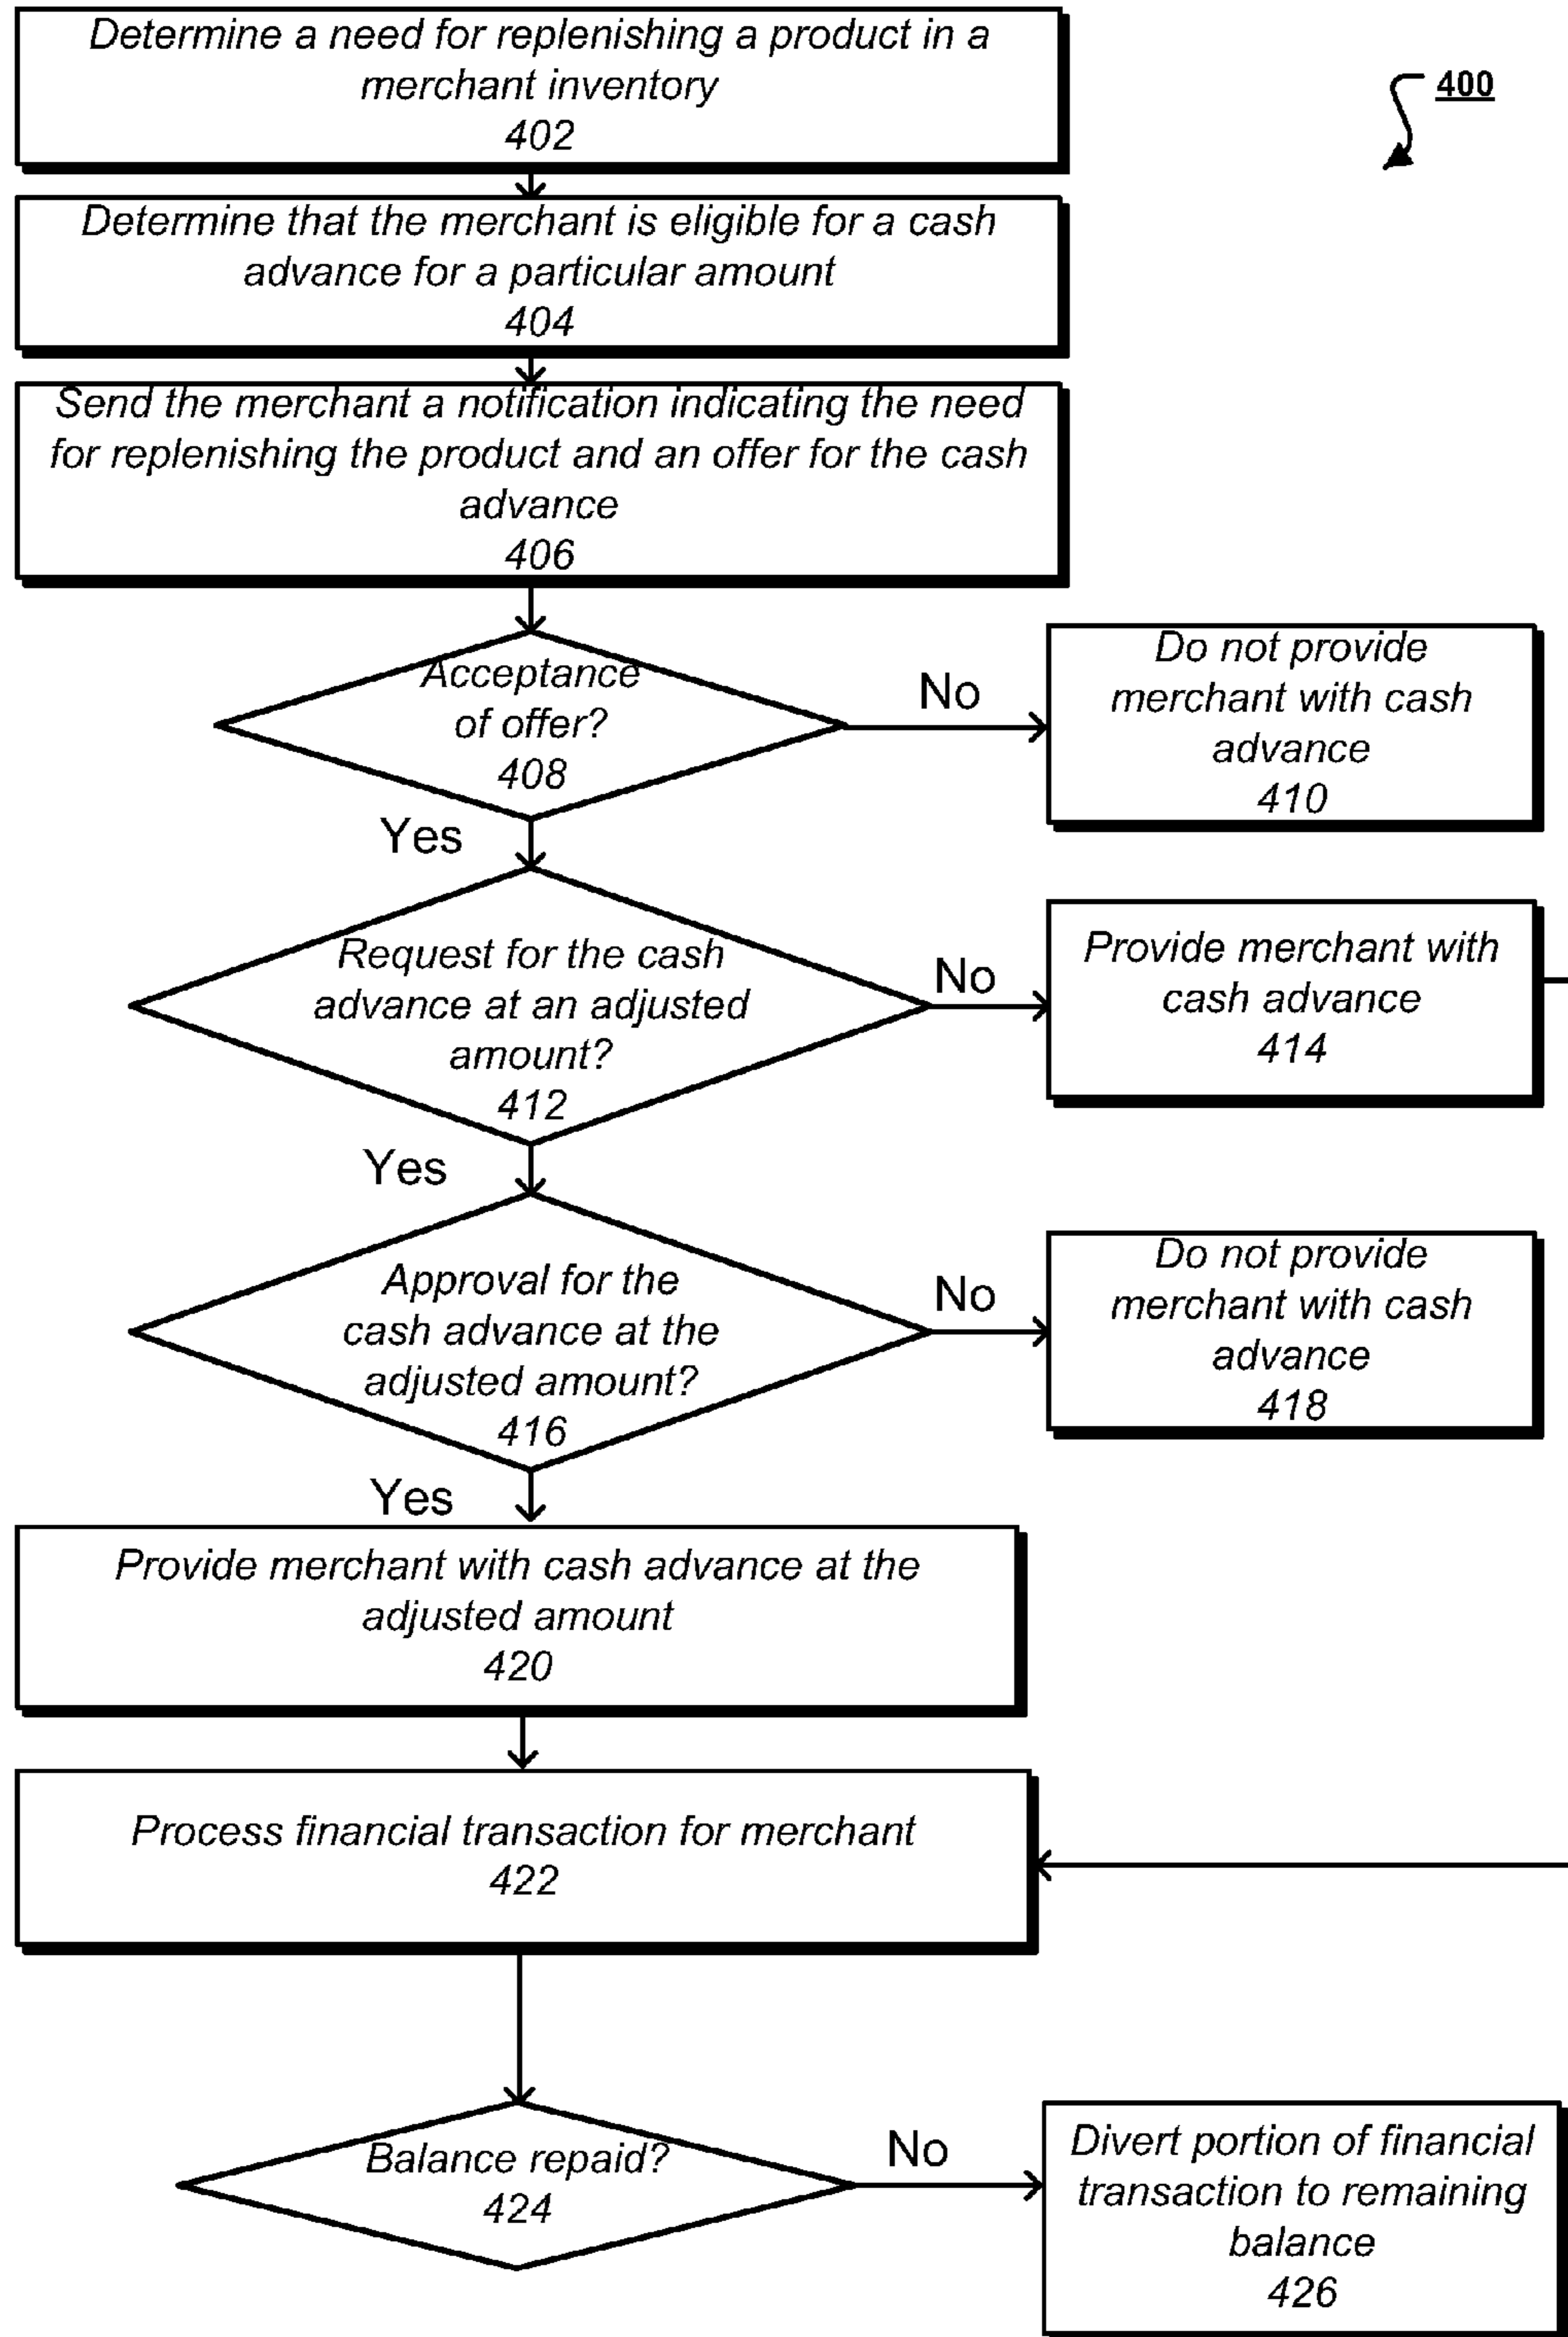 Determine a need for replenishing a product in a
merchant inventory
402
400
Determine that the merchant is eligible for a cash
advance for a particular amount
404
Send the merchant a notification indicating the need
for replenishing the product and an offer for the cash
advance
406
Acceptance
of offer?
408
No
Do not provide
merchant with cash
advance
410
Yes
Request for the cash
advance at an adjusted
amount?
412
No
Provide merchant with
cash advance
414
Yes
Approval for the
cash advance at the
adjusted amount?
416
No
Do not provide
merchant with cash
advance
418
Yes
Provide merchant with cash advance at the
adjusted amount
420
Process financial transaction for merchant
422
Balance repaid?
424
No
Divert portion of financial
transaction to remaining
balance
426